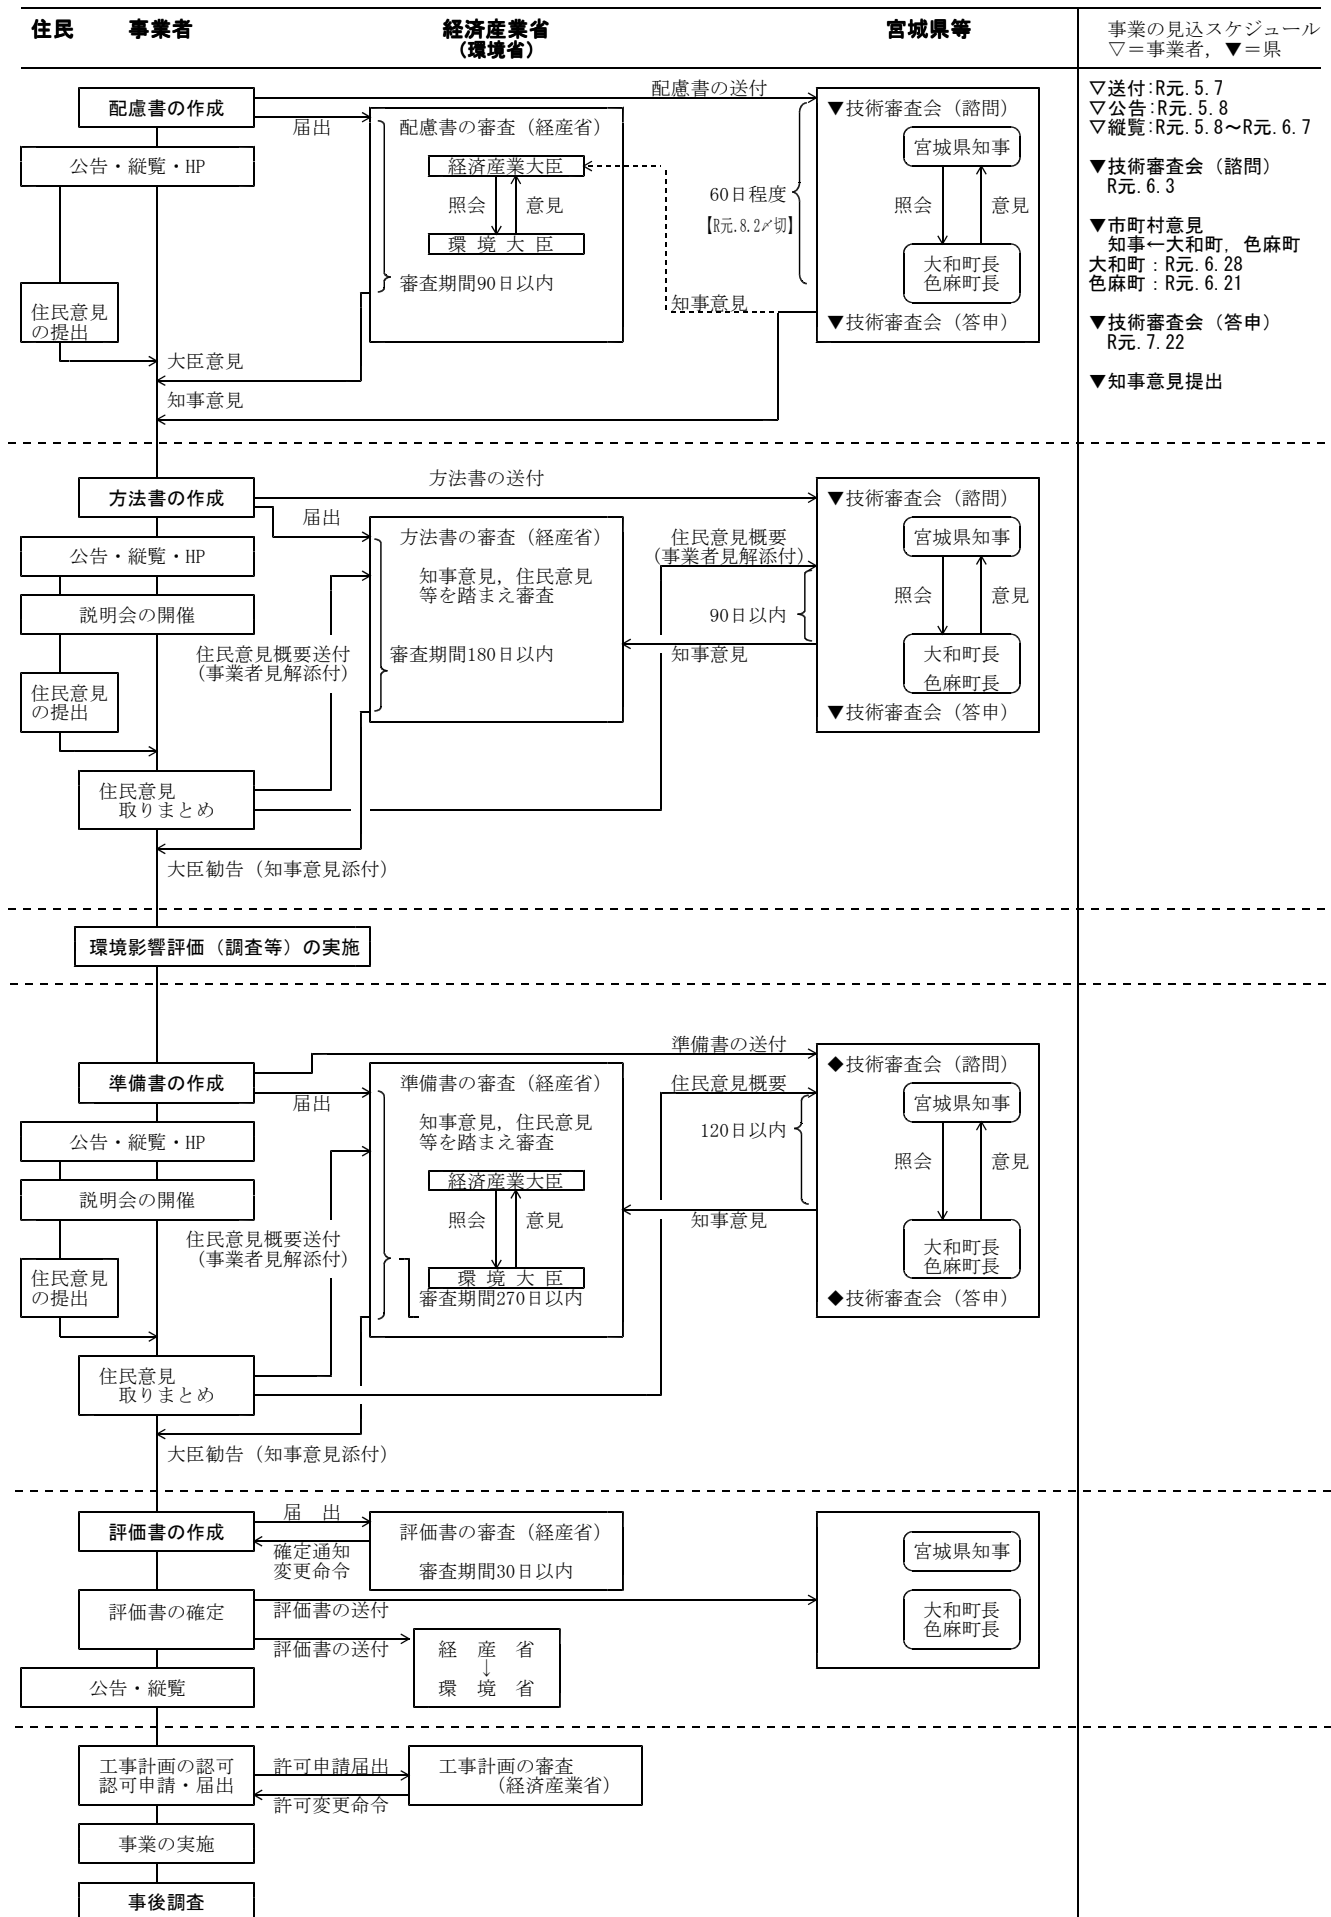 住民
事業者
経済産業省
(環境省)
宮城県等
事業の見込スケジュール
▽＝事業者，▼＝県
配慮書の作成
配慮書の送付
届出
公告・縦覧・HP
住民意見
の提出
配慮書の審査（経産省）
経済産業大臣
照会
意見
環 境 大 臣
審査期間90日以内
60日程度
【R元.8.2〆切】
知事意見
▼技術審査会（諮問）
宮城県知事
照会
意見
大和町長
色麻町長
▼技術審査会（答申）
大臣意見
知事意見
▽送付:R元.5.7
▽公告:R元.5.8
▽縦覧:R元.5.8～R元.6.7
▼技術審査会（諮問）
R元.6.3
▼市町村意見
知事←大和町，色麻町
大和町：R元.6.28
色麻町：R元.6.21
▼技術審査会（答申）
R元.7.22
▼知事意見提出
方法書の作成
方法書の送付
届出
公告・縦覧・HP
説明会の開催
住民意見
の提出
住民意見概要送付
(事業者見解添付)
方法書の審査（経産省）
知事意見，住民意見
等を踏まえ審査
審査期間180日以内
住民意見概要
(事業者見解添付)
90日以内
知事意見
▼技術審査会（諮問）
宮城県知事
照会
意見
大和町長
色麻町長
▼技術審査会（答申）
住民意見
取りまとめ
大臣勧告（知事意見添付）
環境影響評価（調査等）の実施
準備書の作成
準備書の送付
届出
公告・縦覧・HP
説明会の開催
住民意見
の提出
住民意見概要送付
（事業者見解添付)
準備書の審査（経産省）
知事意見，住民意見
等を踏まえ審査
経済産業大臣
照会
意見
環 境 大 臣
審査期間270日以内
住民意見概要
120日以内
知事意見
◆技術審査会（諮問）
宮城県知事
照会
意見
大和町長
色麻町長
◆技術審査会（答申）
住民意見
取りまとめ
大臣勧告（知事意見添付）
評価書の作成
届　出
確定通知
変更命令
評価書の審査（経産省）
審査期間30日以内
宮城県知事
大和町長
色麻町長
評価書の確定
評価書の送付
評価書の送付
経　産　省
↓
環　境　省
公告・縦覧
工事計画の認可
認可申請・届出
許可申請届出
許可変更命令
工事計画の審査
（経済産業省）
事業の実施
事後調査